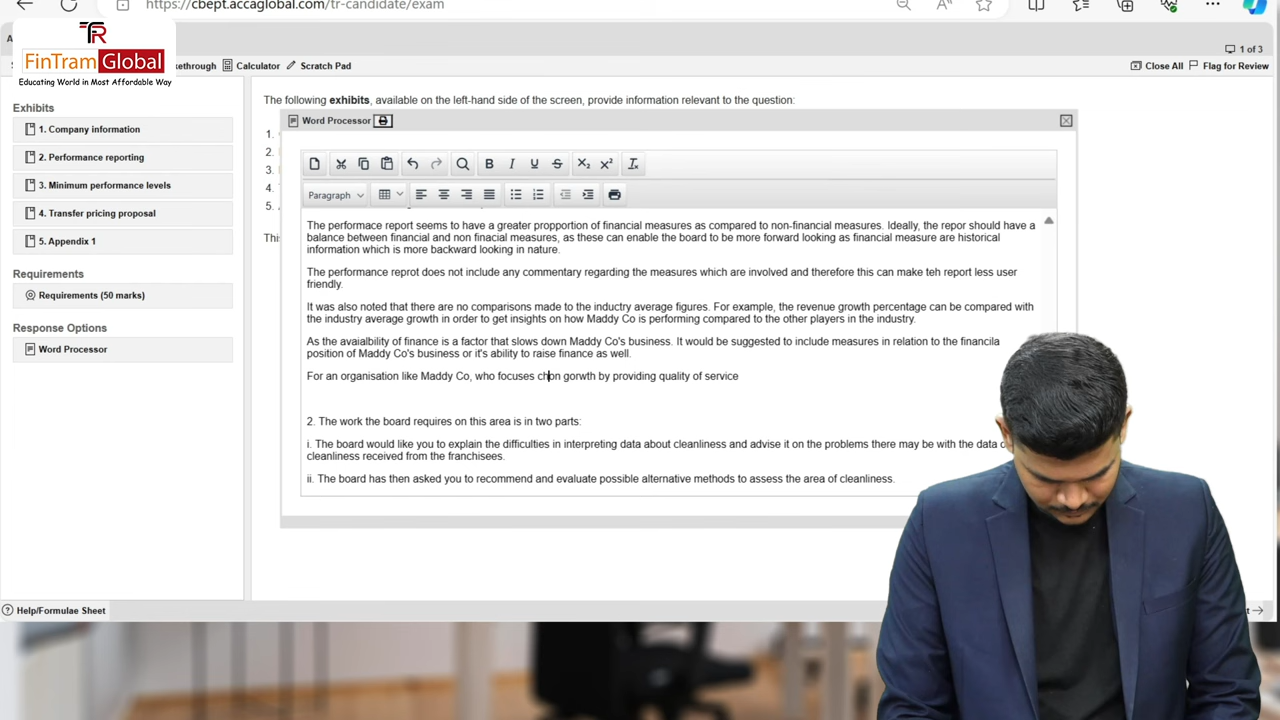 https://cbept.accaglobal.com/tr-candidate/exam
FinTram Global
Educating World in Most Affordable Way
1 of 3
kethrough Calculator Scratch Pad
Close All Flag for Review
Exhibits
1. Company information
2. Performance reporting
3. Minimum performance levels
4. Transfer pricing proposal
5. Appendix 1
Requirements
Requirements (50 marks)
Response Options
Word Processor
The following exhibits, available on the left-hand side of the screen, provide information relevant to the question:
1.
2.
3.
4.
5.
This
Word Processor
Paragraph
The performace report seems to have a greater propportion of financial measures as compared to non-financial measures. Ideally, the repor should have a
balance between financial and non finacial measures, as these can enable the board to be more forward looking as financial measure are historical
information which is more backward looking in nature.
The performance reprot does not include any commentary regarding the measures which are involved and therefore this can make teh report less user
friendly.
It was also noted that there are no comparisons made to the inductry average figures. For example, the revenue growth percentage can be compared with
the industry average growth in order to get insights on how Maddy Co is performing compared to the other players in the industry.
As the avaialbility of finance is a factor that slows down Maddy Co's business. It would be suggested to include measures in relation to the financila
position of Maddy Co's business or it's ability to raise finance as well.
For an organisation like Maddy Co, who focuses chon gorwth by providing quality of service
2. The work the board requires on this area is in two parts:
i. The board would like you to explain the difficulties in interpreting data about cleanliness and advise it on the problems there may be with the data
cleanliness received from the franchisees.
ii. The board has then asked you to recommend and evaluate possible alternative methods to assess the area of cleanliness.
Help/Formulae Sheet